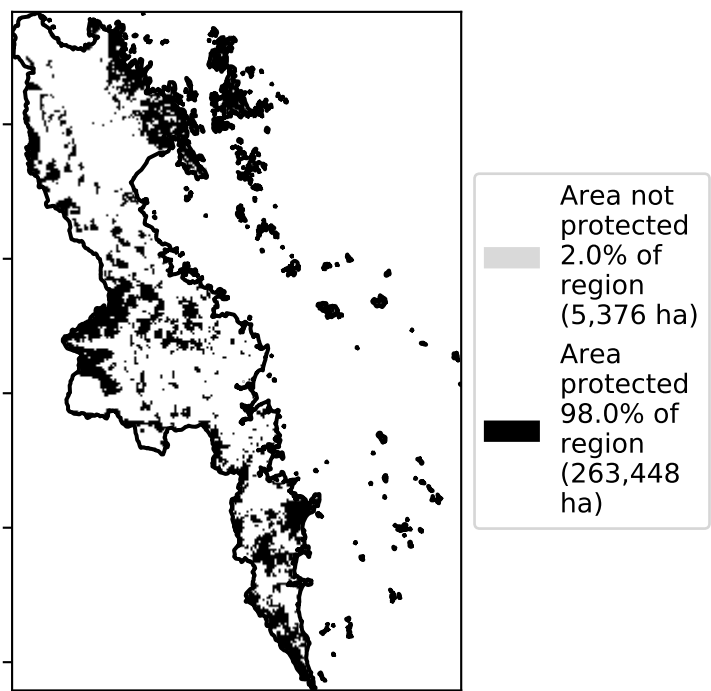 Area not
protected
2.0% of
region
(5,376 ha)
Area
protected
98.0% of
region
(263,448
ha)